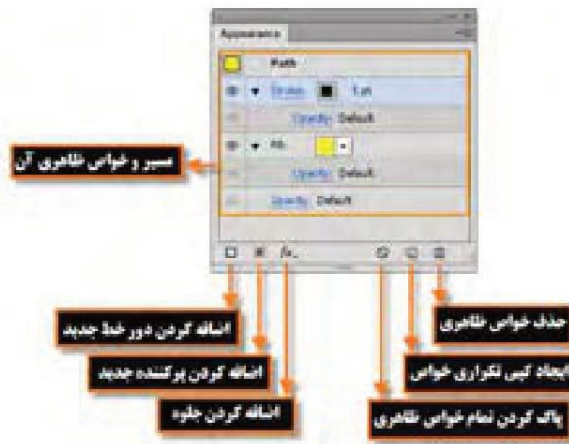 Appearance
Path
Stroke: 1 pt
Opacity: Default
Fill:
Opacity: Default
Opacity: Default
fx
مسیر و خواص ظاهری آن
اضافه کردن دور خط جدید
حذف خواص ظاهری
اضافه کردن پرکننده جدید
ایجاد کپی تکراری خواص
اضافه کردن جلوه
پاک کردن تمام خواص ظاهری